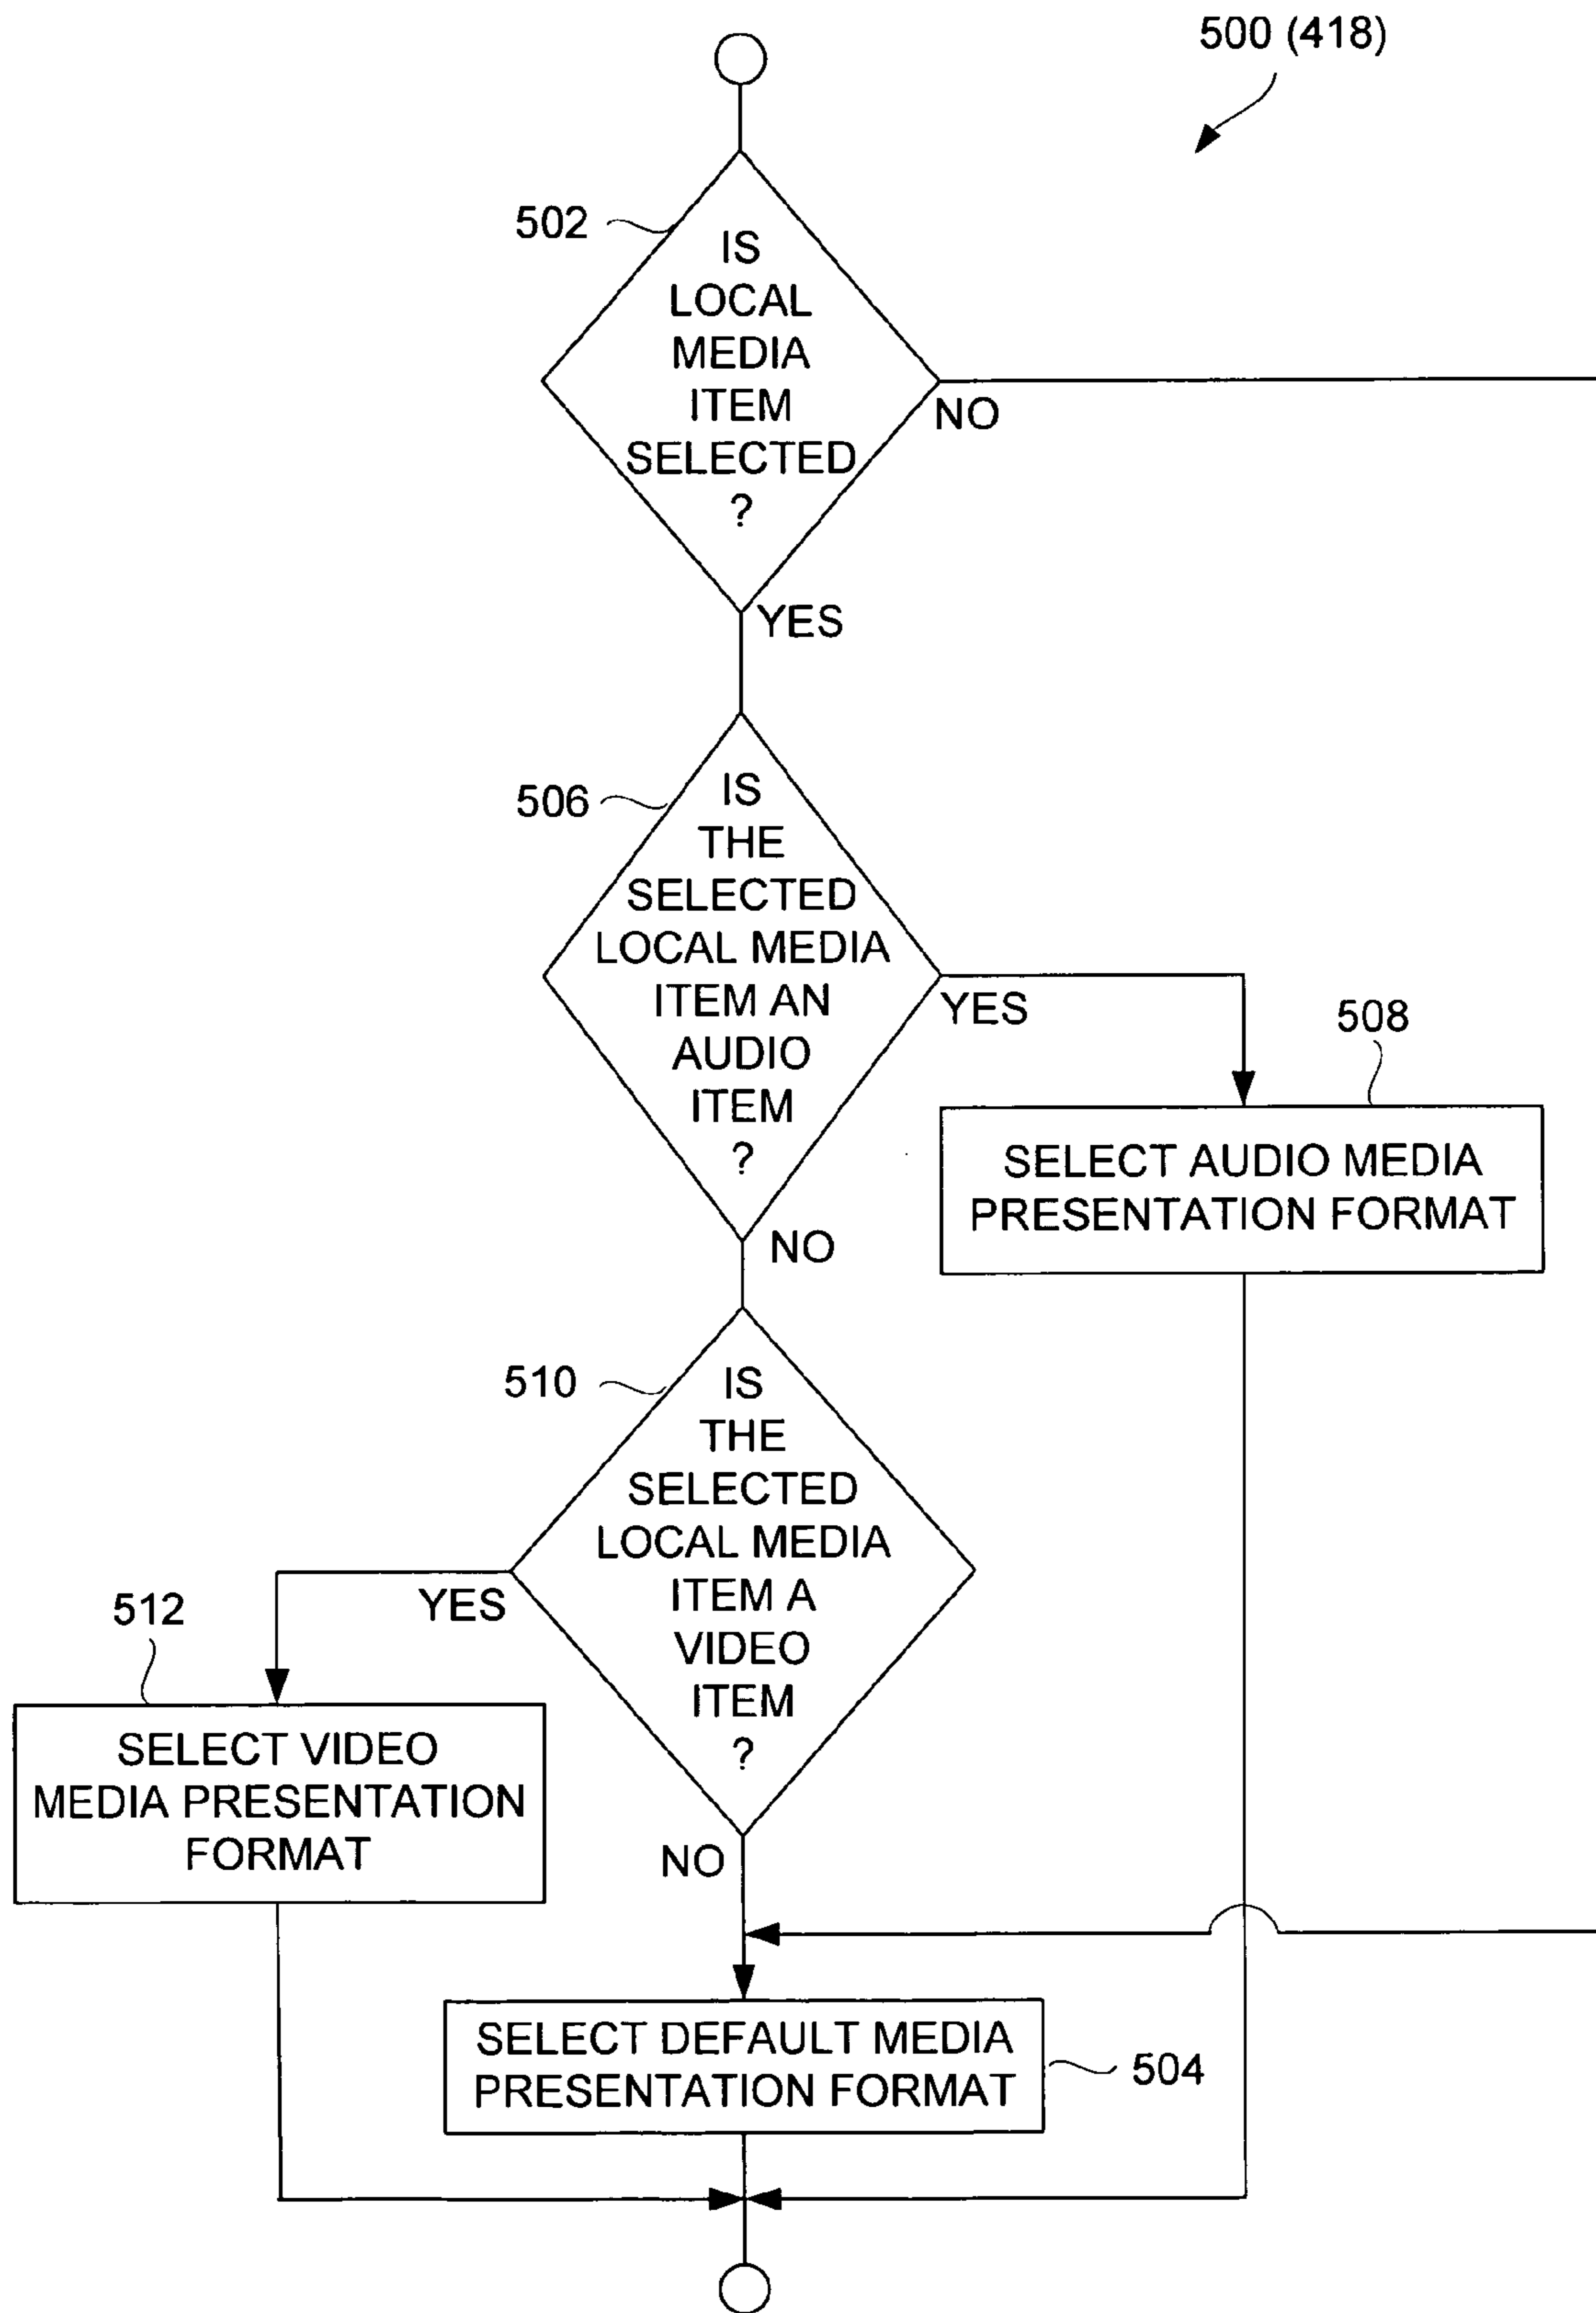 500 (418)
502
IS
LOCAL
MEDIA
ITEM
SELECTED
?
NO
YES
506
IS
THE
SELECTED
LOCAL MEDIA
ITEM AN
AUDIO
ITEM
?
YES
508
SELECT AUDIO MEDIA
PRESENTATION FORMAT
NO
510
IS
THE
SELECTED
LOCAL MEDIA
ITEM A
VIDEO
ITEM
?
YES
512
SELECT VIDEO
MEDIA PRESENTATION
FORMAT
NO
SELECT DEFAULT MEDIA
PRESENTATION FORMAT
504